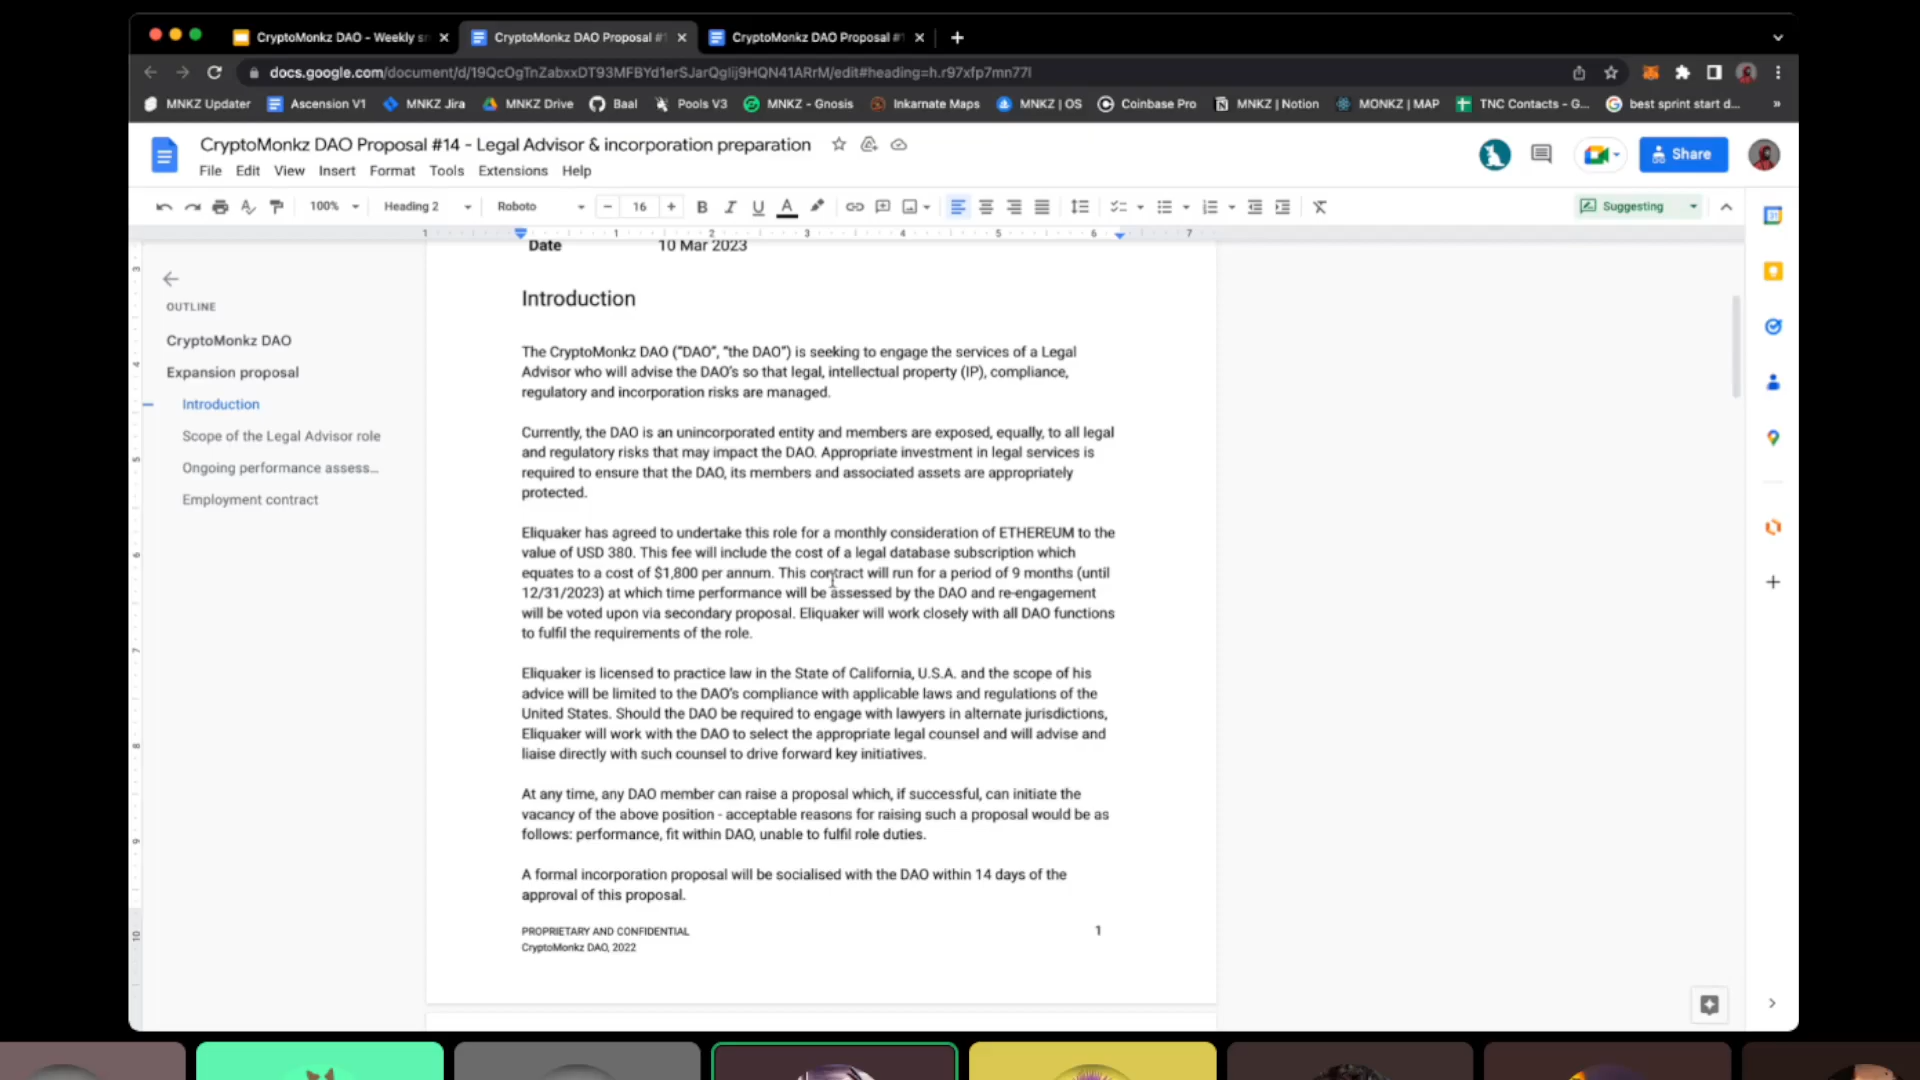 CryptoMonkz DAO - Weekly
CryptoMonkz DAO Proposal #
CryptoMonkz DAO Proposal #
docs.google.com/document/d/19QcOgTnZabxxDT93MFBYd1erSJarQglij9HQN41ARrM/edit#heading=h.r97xfp7mn77l
MNKZ Updater
Ascension V1
MNKZ Jira
MNKZ Drive
Baal
Pools V3
MNKZ - Gnosis
Inkarnate Maps
MNKZ | OS
Coinbase Pro
MNKZ | Notion
MONKZ | MAP
TNC Contacts - G...
best sprint start d...
»
CryptoMonkz DAO Proposal #14 - Legal Advisor & incorporation preparation
Share
File Edit View Insert Format Tools Extensions Help
100% Heading 2 Roboto − 16 + B I U A
Suggesting
1 1 2 3 4 5 6 7
OUTLINE
CryptoMonkz DAO
Expansion proposal
Introduction
Scope of the Legal Advisor role
Ongoing performance assess...
Employment contract
3
4
5
6
7
8
9
10
Date 10 Mar 2023
Introduction
The CryptoMonkz DAO (“DAO”, “the DAO”) is seeking to engage the services of a Legal
Advisor who will advise the DAO’s so that legal, intellectual property (IP), compliance,
regulatory and incorporation risks are managed.
Currently, the DAO is an unincorporated entity and members are exposed, equally, to all legal
and regulatory risks that may impact the DAO. Appropriate investment in legal services is
required to ensure that the DAO, its members and associated assets are appropriately
protected.
Eliquaker has agreed to undertake this role for a monthly consideration of ETHEREUM to the
value of USD 380. This fee will include the cost of a legal database subscription which
equates to a cost of $1,800 per annum. This contract will run for a period of 9 months (until
12/31/2023) at which time performance will be assessed by the DAO and re-engagement
will be voted upon via secondary proposal. Eliquaker will work closely with all DAO functions
to fulfil the requirements of the role.
Eliquaker is licensed to practice law in the State of California, U.S.A. and the scope of his
advice will be limited to the DAO’s compliance with applicable laws and regulations of the
United States. Should the DAO be required to engage with lawyers in alternate jurisdictions,
Eliquaker will work with the DAO to select the appropriate legal counsel and will advise and
liaise directly with such counsel to drive forward key initiatives.
At any time, any DAO member can raise a proposal which, if successful, can initiate the
vacancy of the above position - acceptable reasons for raising such a proposal would be as
follows: performance, fit within DAO, unable to fulfil role duties.
A formal incorporation proposal will be socialised with the DAO within 14 days of the
approval of this proposal.
PROPRIETARY AND CONFIDENTIAL 1
CryptoMonkz DAO, 2022